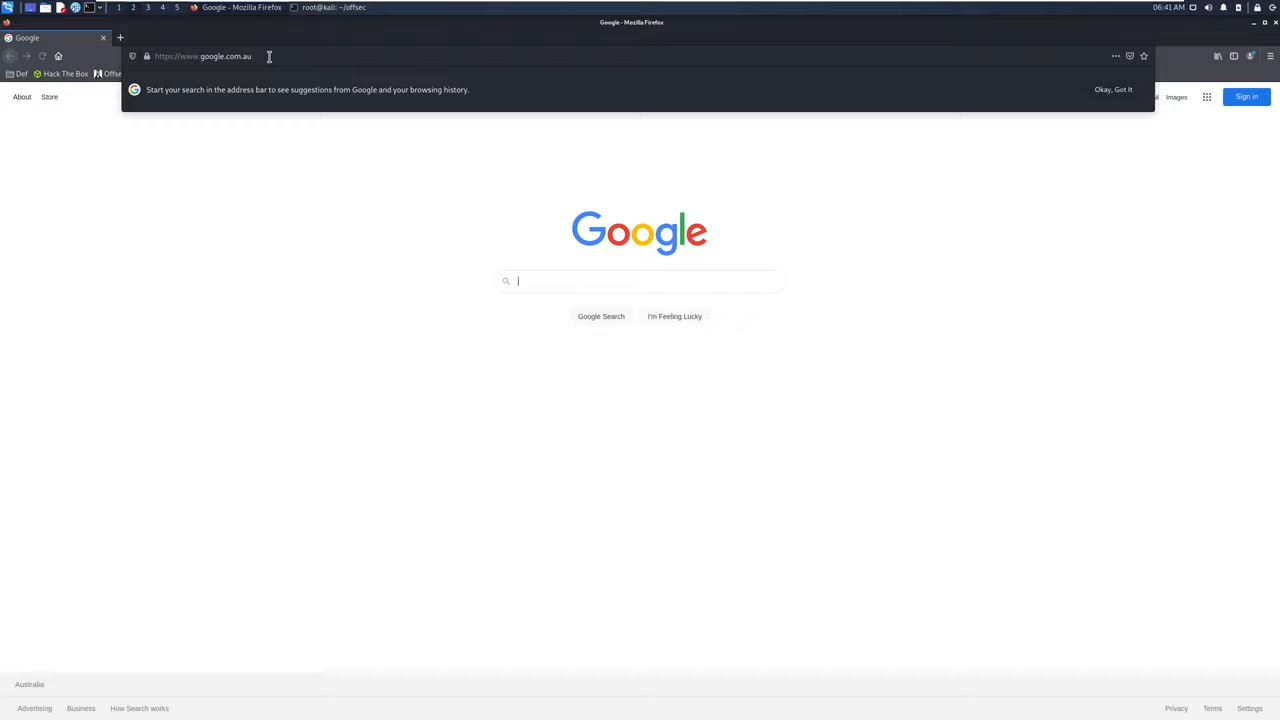 1 2 3 4 5 Google - Mozilla Firefox root@kali: ~/offsec 06:41 AM
Google - Mozilla Firefox
Google
https://www.google.com.au
Def Hack The Box Offse
Start your search in the address bar to see suggestions from Google and your browsing history. Okay, Got It
About Store Images Sign in
Google
Google Search I'm Feeling Lucky
Australia
Advertising Business How Search works Privacy Terms Settings